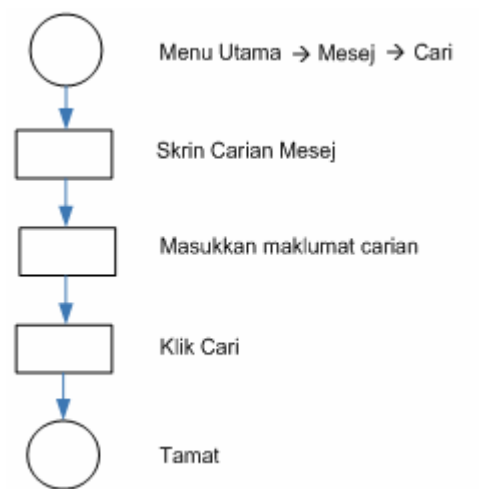 Menu Utama → Mesej → Cari
Skrin Carian Mesej
Masukkan maklumat carian
Klik Cari
Tamat